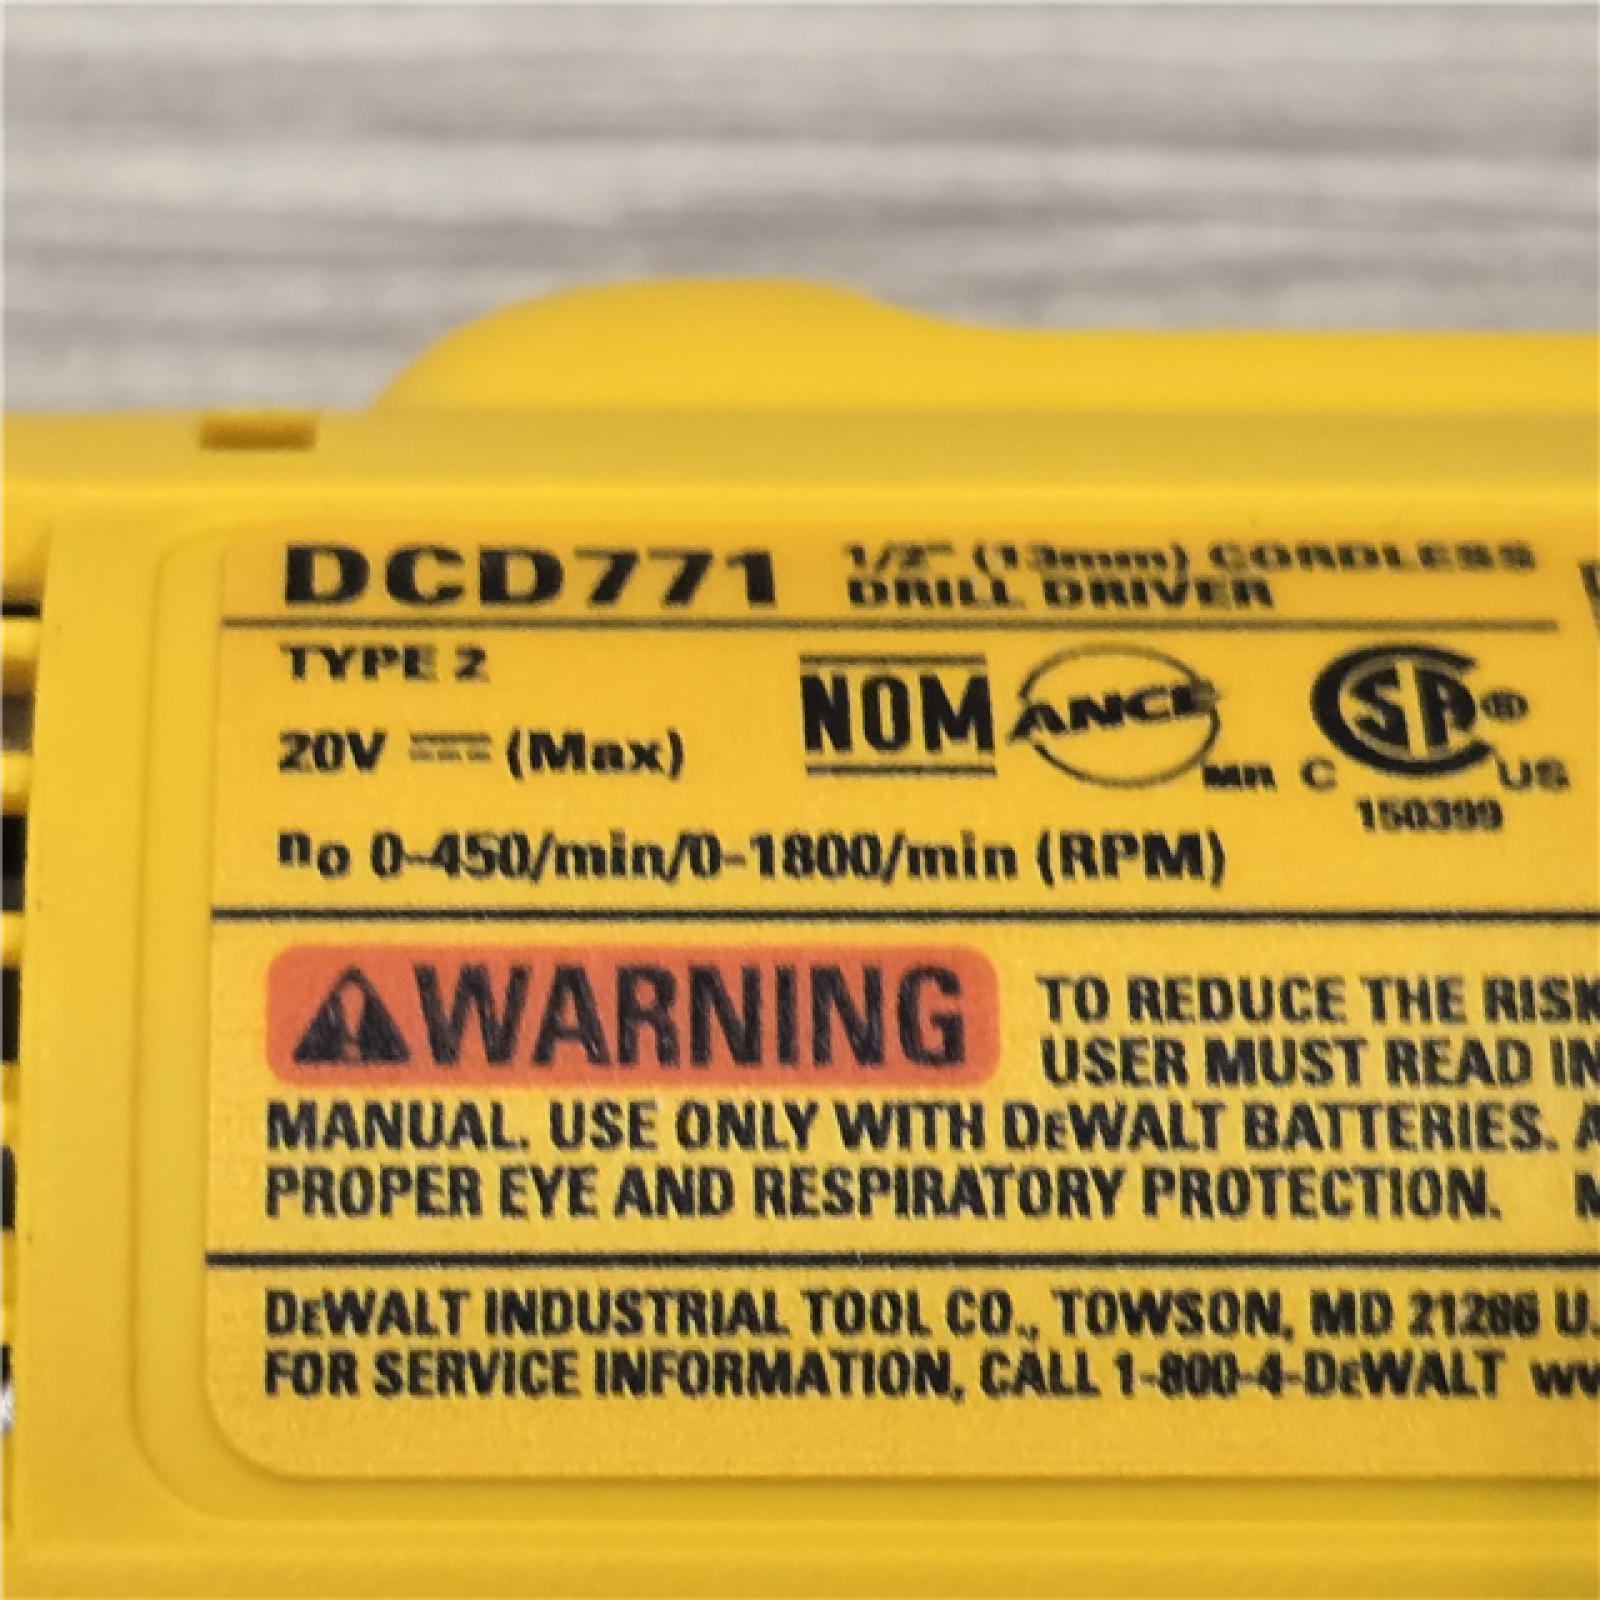 DCD771 1/2" (13mm) CORDLESS
DRILL DRIVER
TYPE 2
20V ⎓ (Max)
NOM ANCE MR C SA® US
150399
no 0-450/min/0-1800/min (RPM)
WARNING TO REDUCE THE RISK
USER MUST READ IN
MANUAL. USE ONLY WITH DeWALT BATTERIES. A
PROPER EYE AND RESPIRATORY PROTECTION. M
DeWALT INDUSTRIAL TOOL CO., TOWSON, MD 21286 U.
FOR SERVICE INFORMATION, CALL 1-800-4-DeWALT ww